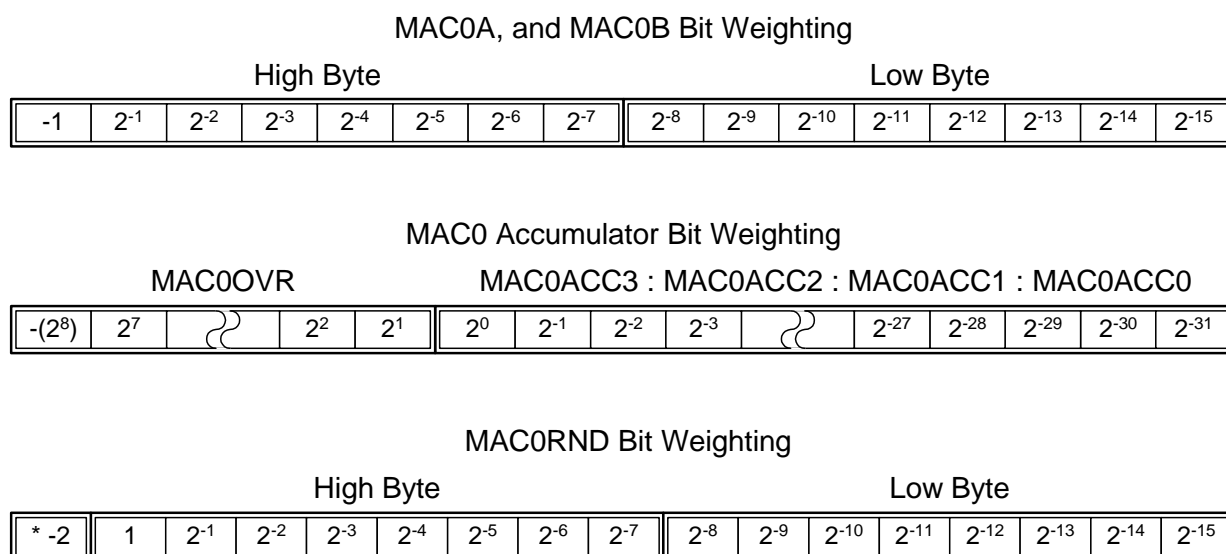 MAC0A, and MAC0B Bit Weighting
High Byte Low Byte
-1 2⁻¹ 2⁻² 2⁻³ 2⁻⁴ 2⁻⁵ 2⁻⁶ 2⁻⁷ 2⁻⁸ 2⁻⁹ 2⁻¹⁰ 2⁻¹¹ 2⁻¹² 2⁻¹³ 2⁻¹⁴ 2⁻¹⁵
MAC0 Accumulator Bit Weighting
MAC0OVR MAC0ACC3 : MAC0ACC2 : MAC0ACC1 : MAC0ACC0
-(2⁸) 2⁷ 2² 2¹ 2⁰ 2⁻¹ 2⁻² 2⁻³ 2⁻²⁷ 2⁻²⁸ 2⁻²⁹ 2⁻³⁰ 2⁻³¹
MAC0RND Bit Weighting
High Byte Low Byte
* -2 1 2⁻¹ 2⁻² 2⁻³ 2⁻⁴ 2⁻⁵ 2⁻⁶ 2⁻⁷ 2⁻⁸ 2⁻⁹ 2⁻¹⁰ 2⁻¹¹ 2⁻¹² 2⁻¹³ 2⁻¹⁴ 2⁻¹⁵